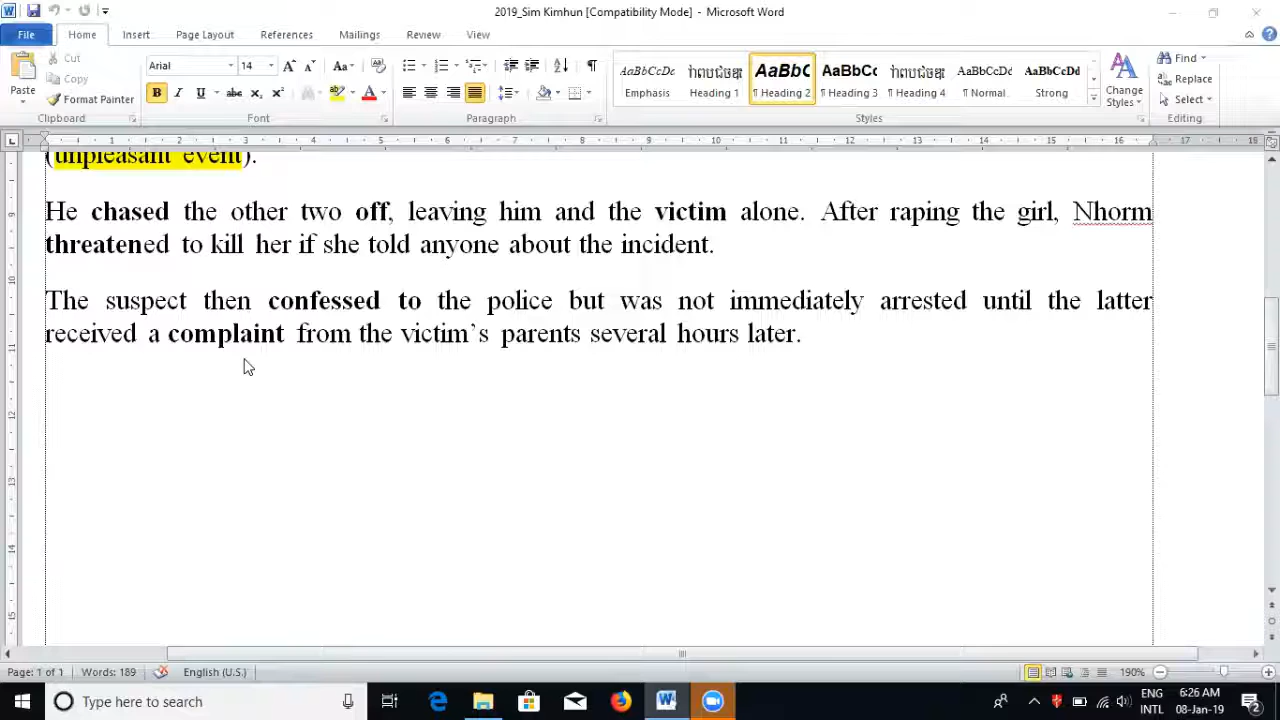 2019_Sim Kimhun [Compatibility Mode] - Microsoft Word
File Home Insert Page Layout References Mailings Review View
Paste
Cut
Copy
Format Painter
Clipboard
Arial 14
Font
Paragraph
AaBbCcDc AaBbC AaBbCc AaBbCcDd AaBbCcDd
Emphasis ¶ Heading 1 ¶ Heading 2 ¶ Heading 3 ¶ Heading 4 ¶ Normal Strong
Styles
Change Styles
Find
Replace
Select
Editing
(unpleasant event).
He chased the other two off, leaving him and the victim alone. After raping the girl, Nhorm
threatened to kill her if she told anyone about the incident.
The suspect then confessed to the police but was not immediately arrested until the latter
received a complaint from the victim's parents several hours later.
Page: 1 of 1 Words: 189 English (U.S.) 190%
Type here to search
ENG 6:26 AM
INTL 08-Jan-19
2